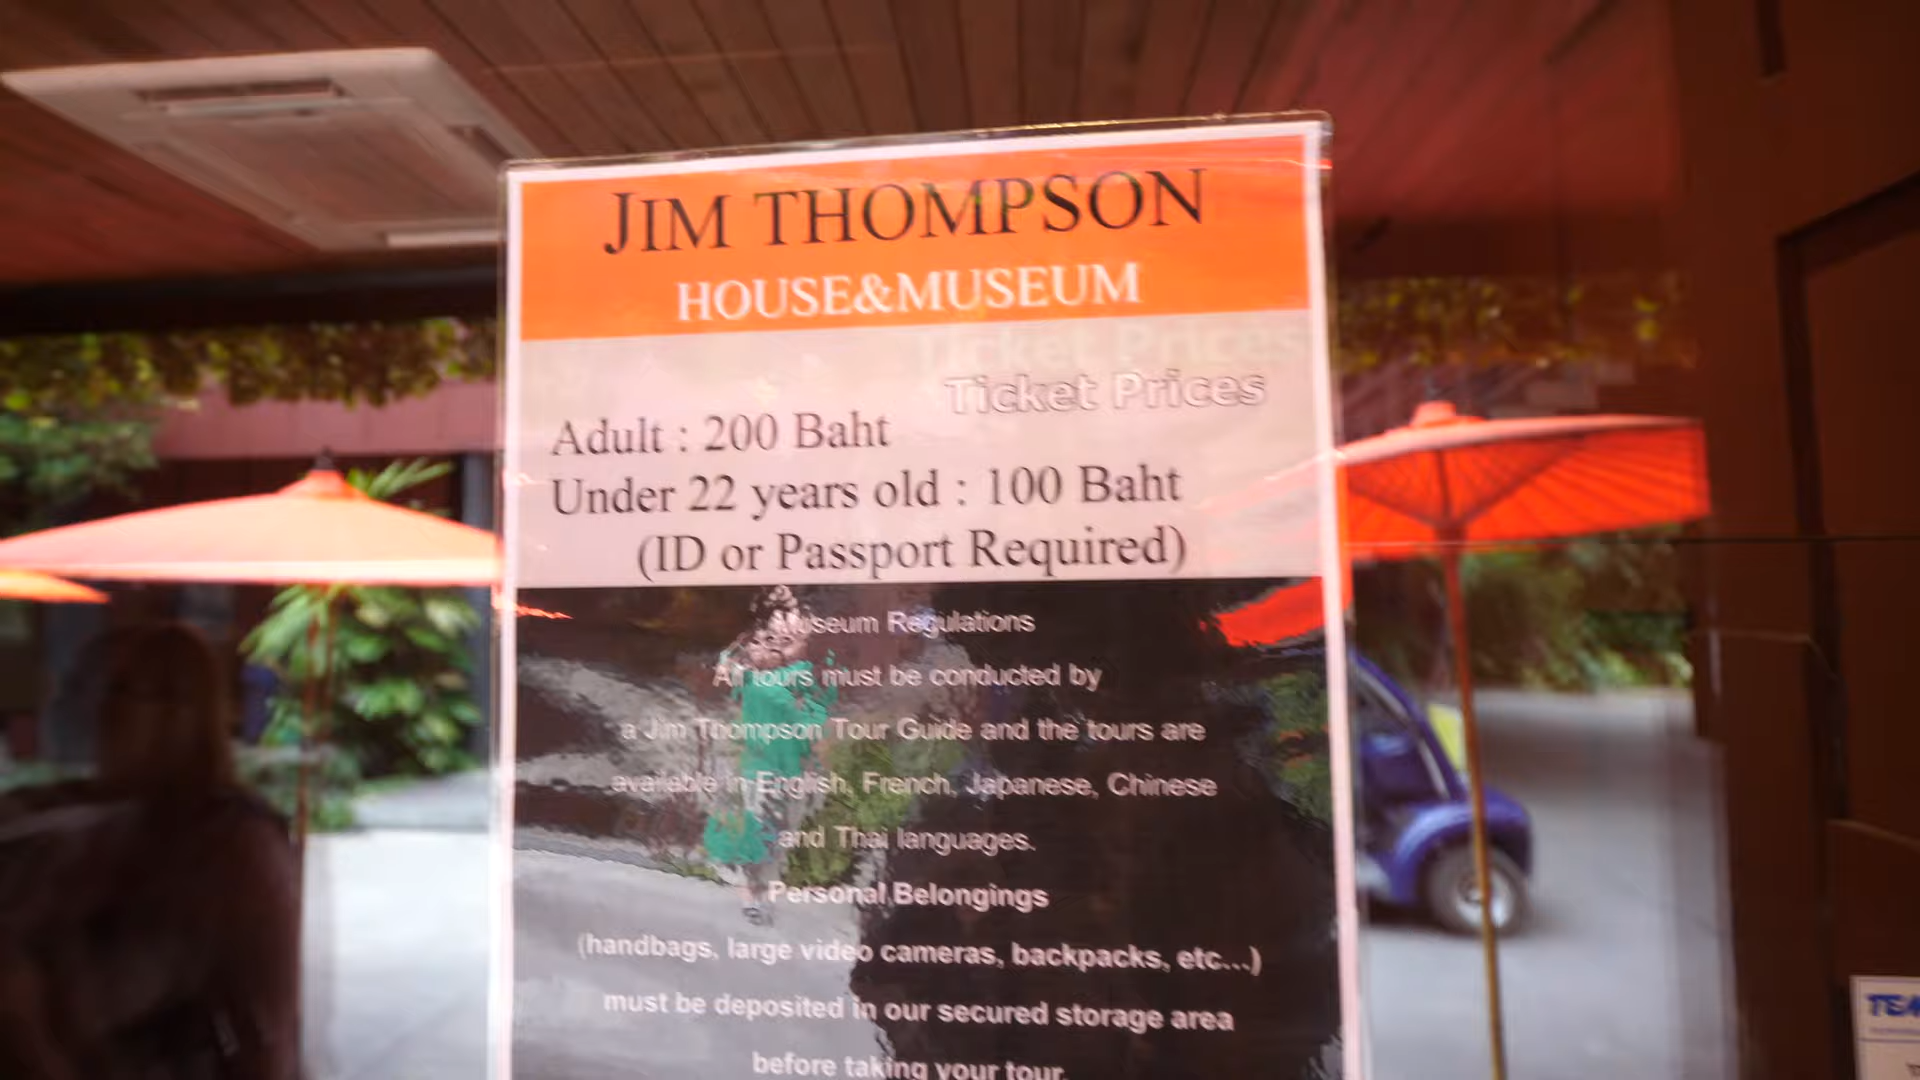 JIM THOMPSON
HOUSE&MUSEUM
Ticket Prices
Adult : 200 Baht
Under 22 years old : 100 Baht
(ID or Passport Required)
Museum Regulations
All tours must be conducted by
a Jim Thompson Tour Guide and the tours are
available in English, French, Japanese, Chinese
and Thai languages.
Personal Belongings
(handbags, large video cameras, backpacks, etc...)
must be deposited in our secured storage area
before taking your tour.